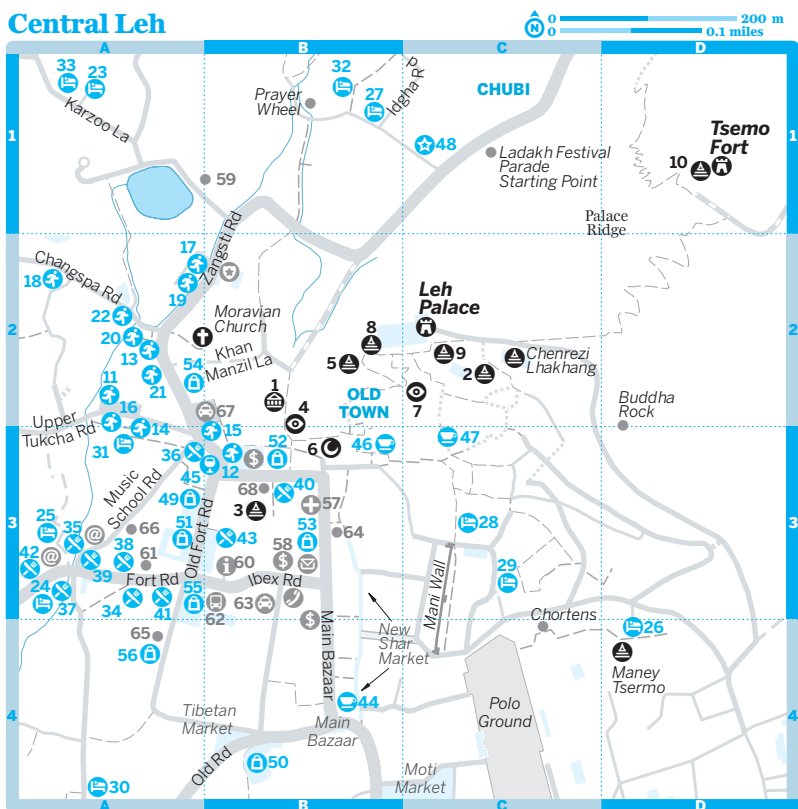 Central Leh
0 200 m
N
0 0.1 miles
A B C D
33
23
Karzoo La
Prayer
Wheel
32
27
Idgha R
CHUBI
48
Ladakh Festival
Parade
Starting Point
Tsemo
Fort
10
1
1
59
Palace
Ridge
Zangsti Rd
17
19
Changspa Rd
18
22
20
13
21
Moravian
Church
Khan
Manzil La
54
Leh
Palace
8
5
9
2
Chenrezi
Lhakhang
2
2
11
1
OLD
TOWN
7
67
4
Buddha
Rock
Upper
Tukcha Rd
16
14
15
31
36
12
$
52
6
46
47
45
Music
School Rd
49
68
40
3
57
25
35
@
66
51
Old Fort Rd
43
53
64
28
3
3
42
@
38
61
39
58
$
i
60
Fort Rd
Ibex Rd
29
Mani Wall
24
37
34
41
55
62
63
$
Chortens
26
65
56
Main Bazaar
New
Shar
Market
Maney
Tsermo
Polo
Ground
44
Tibetan
Market
Main
Bazaar
4
4
Old Rd
50
Moti
Market
30
A B C D